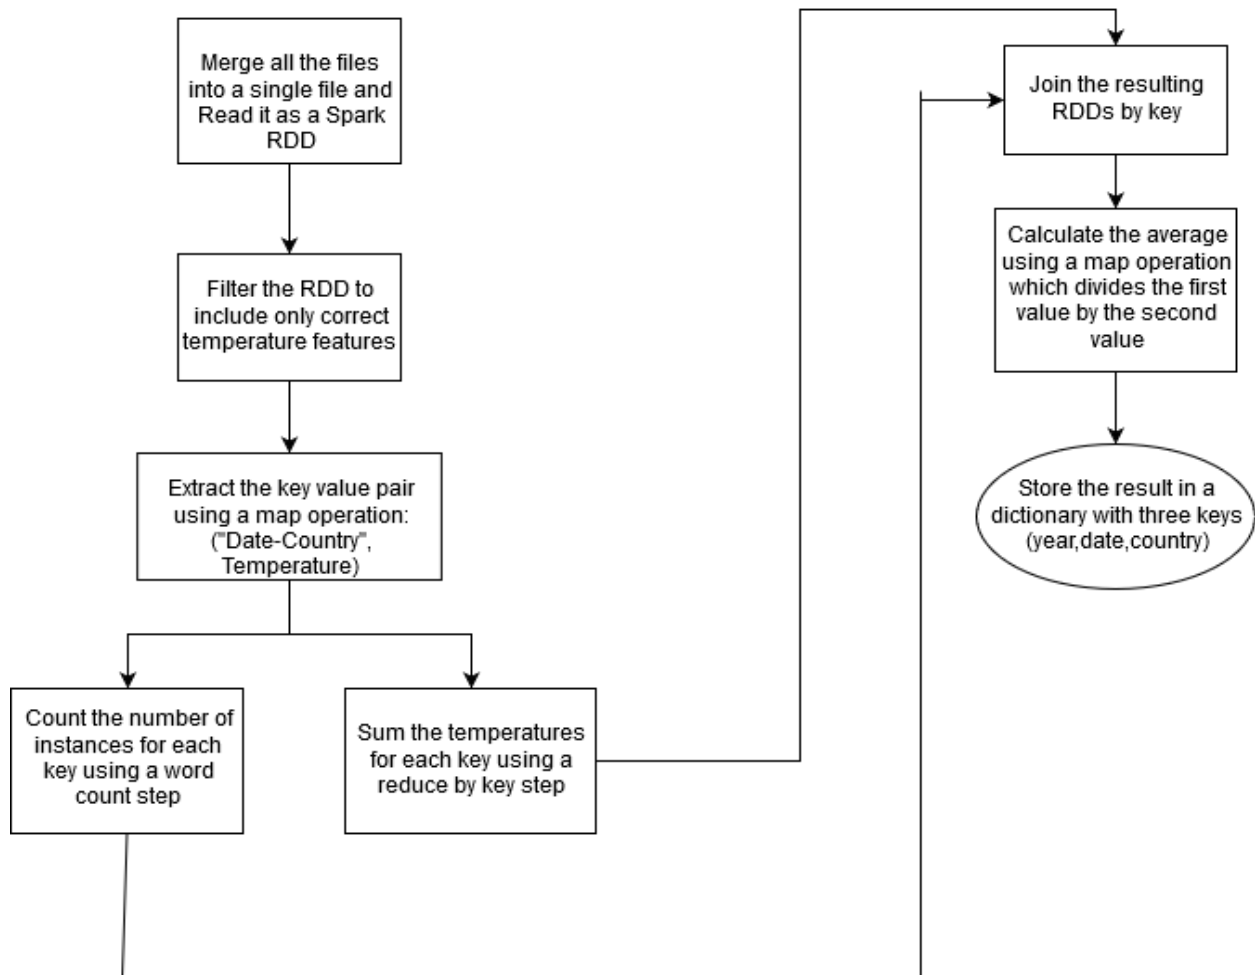 Merge all the files
into a single file and
Read it as a Spark
RDD
Filter the RDD to
include only correct
temperature features
Extract the key value pair
using a map operation:
("Date-Country",
Temperature)
Count the number of
instances for each
key using a word
count step
Sum the temperatures
for each key using a
reduce by key step
Join the resulting
RDDs by key
Calculate the average
using a map operation
which divides the first
value by the second
value
Store the result in a
dictionary with three keys
(year,date,country)